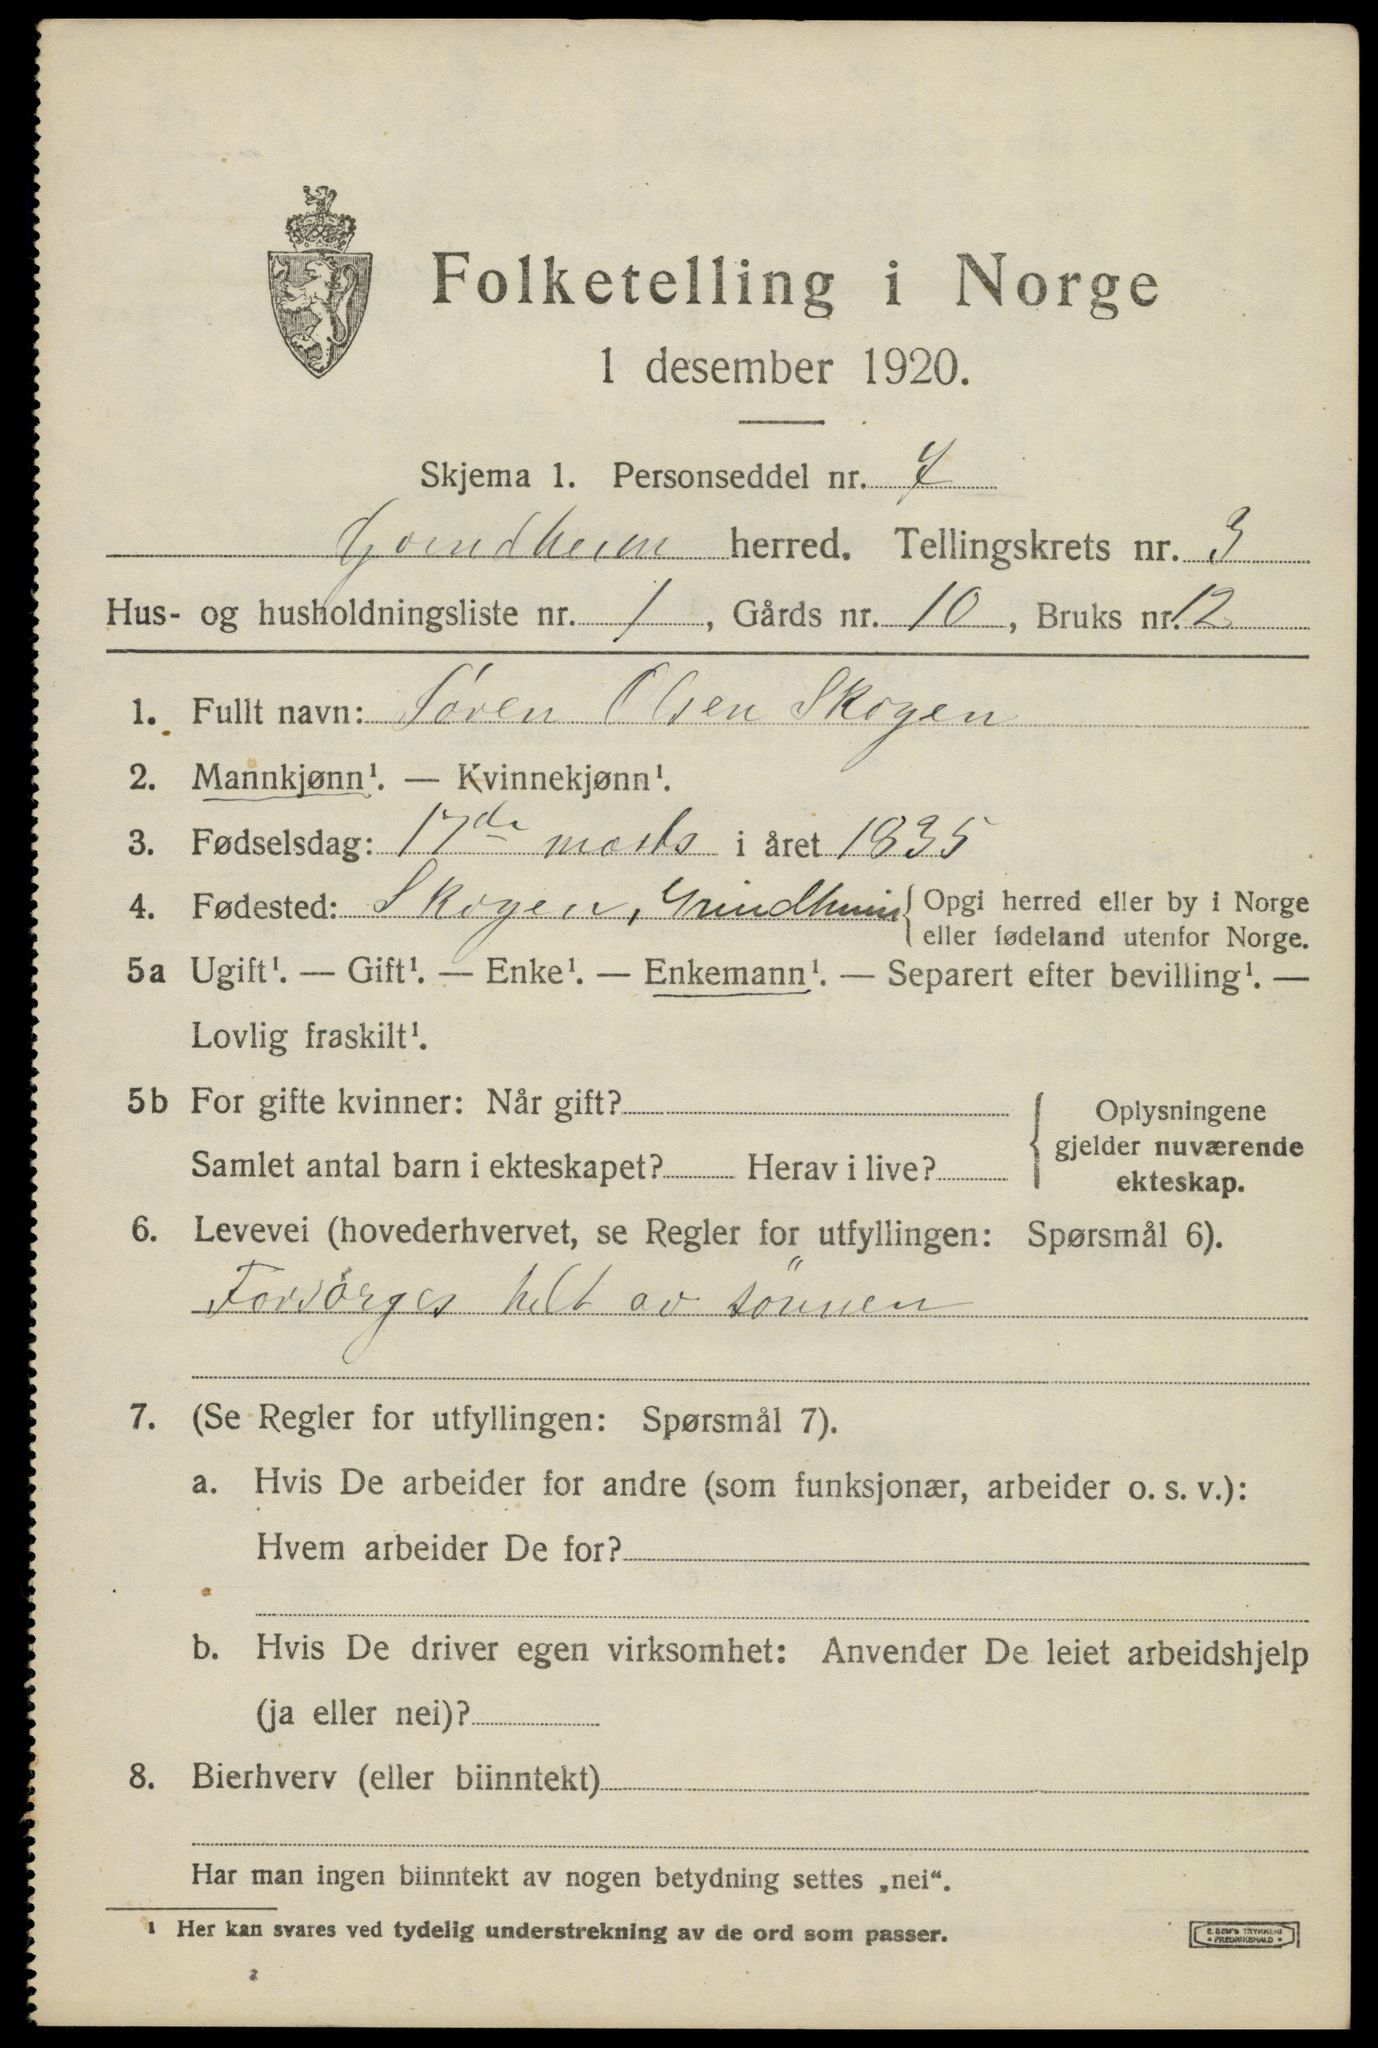 Folketelling i Norge
1 desember 1920.
Skjema 1. Personseddel nr. 7
Grindheim herred. Tellingskrets nr. 3
Hus- og husholdningsliste nr. 1, Gårds nr. 10, Bruks nr. 12
1. Fullt navn: Søren Olsen Skogen
2. Mannkjønn¹. — Kvinnekjønn¹.
3. Fødselsdag: 17de marts i året 1835
4. Fødested: Skogen, Grindheim { Opgi herred eller by i Norge
eller fødeland utenfor Norge.
5a Ugift¹. — Gift¹. — Enke¹. — Enkemann¹. — Separert efter bevilling¹. —
Lovlig fraskilt¹.
5b For gifte kvinner: Når gift?
Samlet antal barn i ekteskapet? Herav i live?
Oplysningene
gjelder nuværende
ekteskap.
6. Levevei (hovederhvervet, se Regler for utfyllingen: Spørsmål 6).
Forsörges helt av sönnen
7. (Se Regler for utfyllingen: Spørsmål 7).
a. Hvis De arbeider for andre (som funksjonær, arbeider o. s. v.):
Hvem arbeider De for?
b. Hvis De driver egen virksomhet: Anvender De leiet arbeidshjelp
(ja eller nei)?
8. Bierhverv (eller biinntekt)
Har man ingen biinntekt av nogen betydning settes „nei“.
¹ Her kan svares ved tydelig understrekning av de ord som passer.